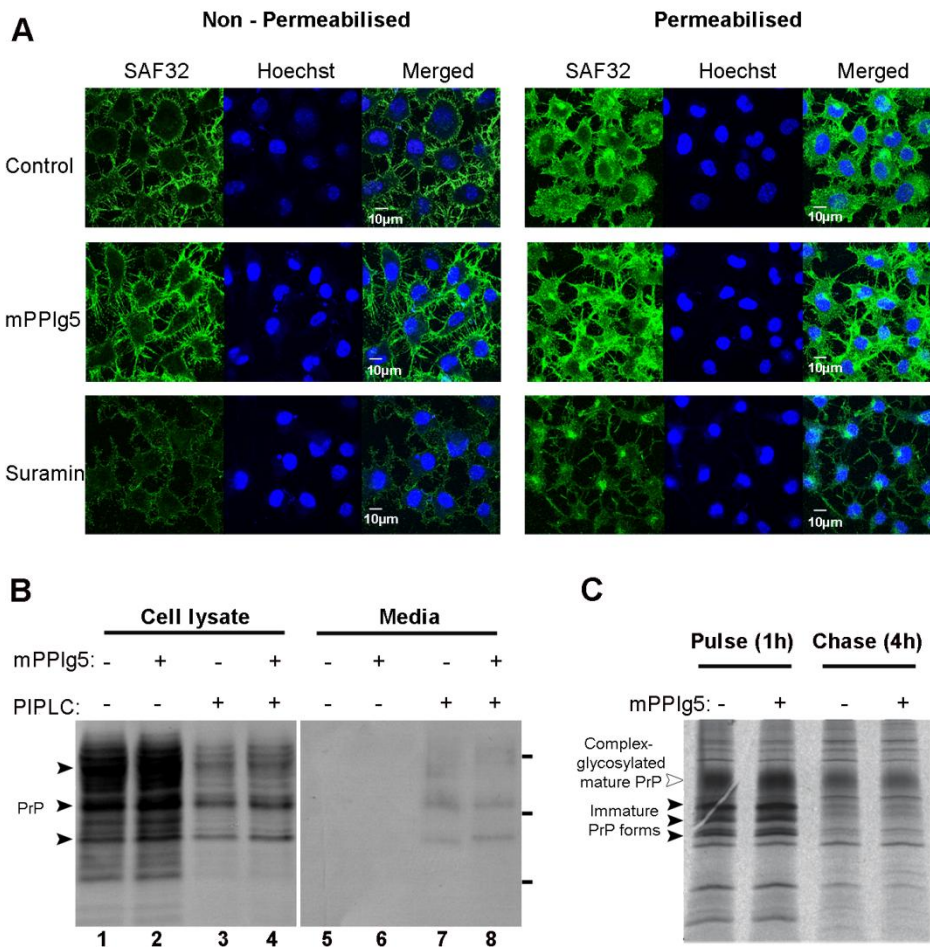 A
Non - Permeabilised Permeabilised
SAF32 Hoechst Merged SAF32 Hoechst Merged
Control
10µm 10µm
mPPIg5
10µm 10µm
Suramin
10µm 10µm
B
Cell lysate Media
mPPIg5: - + - + - + - +
PIPLC: - - + + - - + +
PrP
1 2 3 4 5 6 7 8
C
Pulse (1h) Chase (4h)
mPPIg5: - + - +
Complex-
glycosylated
mature PrP
Immature
PrP forms